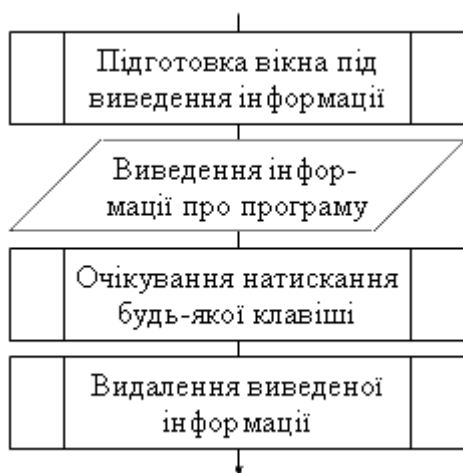 Підготовка вікна під
виведення інформації
Виведення інфор-
мації про програму
Очікування натискання
будь-якої клавіші
Видалення виведеної
інформації